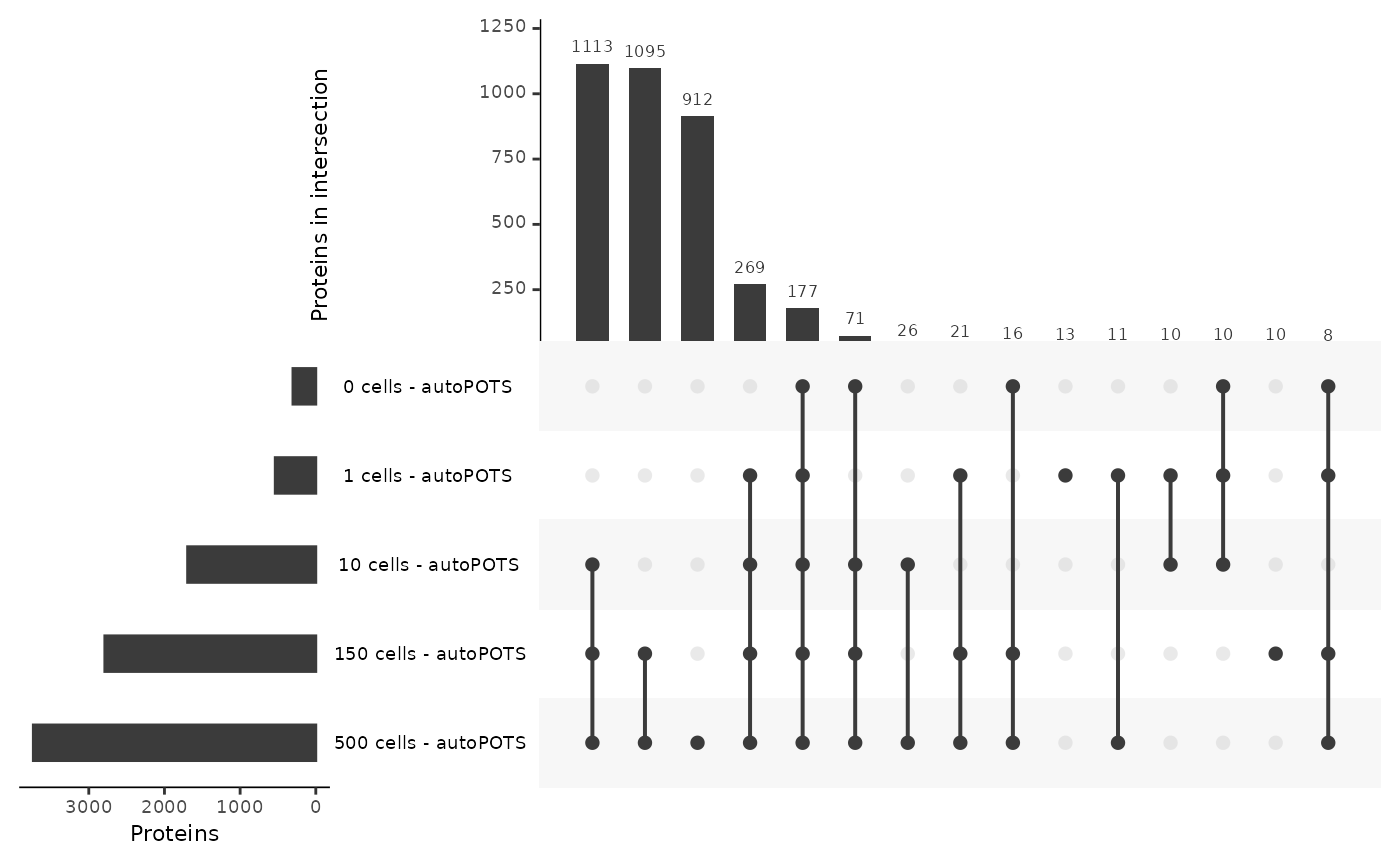 Proteins in intersection
1250
1000
750
500
250
1113 1095 912 269 177 71 26 21 16 13 11 10 10 10 8
0 cells - autoPOTS
1 cells - autoPOTS
10 cells - autoPOTS
150 cells - autoPOTS
500 cells - autoPOTS
3000 2000 1000 0
Proteins